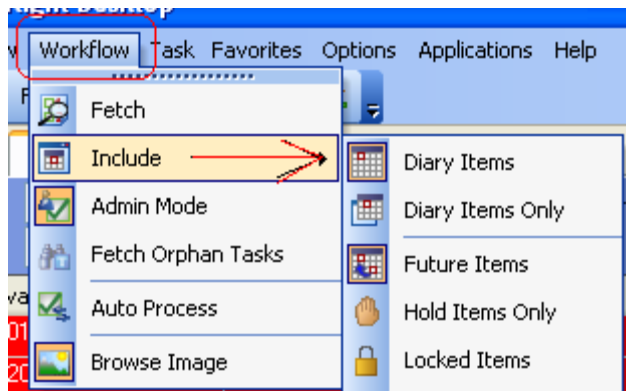 Desktop
Workflow Task Favorites Options Applications Help
Fetch
Include
Admin Mode
Fetch Orphan Tasks
Auto Process
Browse Image
Diary Items
Diary Items Only
Future Items
Hold Items Only
Locked Items